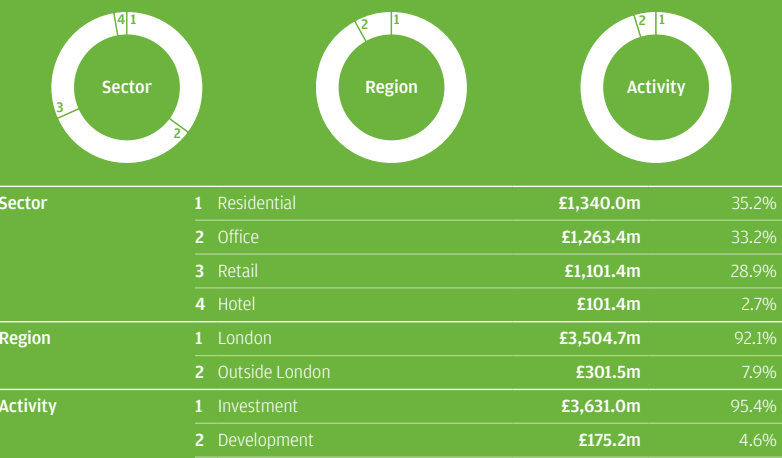 4 1
3
2
Sector
2 1
Region
2 1
Activity
Sector 1 Residential £1,340.0m 35.2%
2 Office £1,263.4m 33.2%
3 Retail £1,101.4m 28.9%
4 Hotel £101.4m 2.7%
Region 1 London £3,504.7m 92.1%
2 Outside London £301.5m 7.9%
Activity 1 Investment £3,631.0m 95.4%
2 Development £175.2m 4.6%